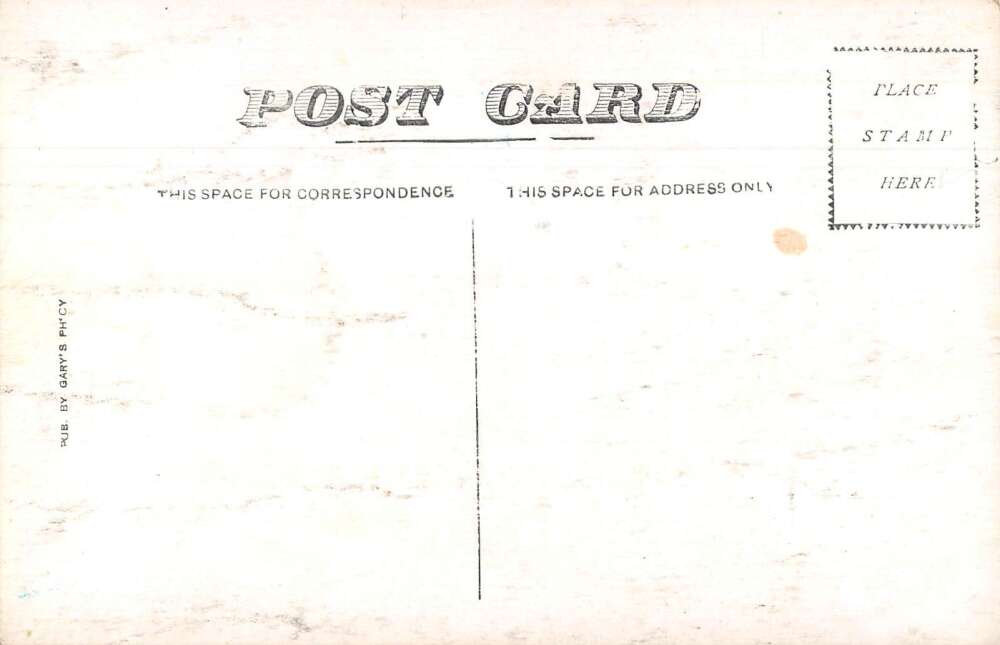 POST CARD
THIS SPACE FOR CORRESPONDENCE
THIS SPACE FOR ADDRESS ONLY
PLACE
STAMP
HERE
PUB. BY GARY'S PH'CY